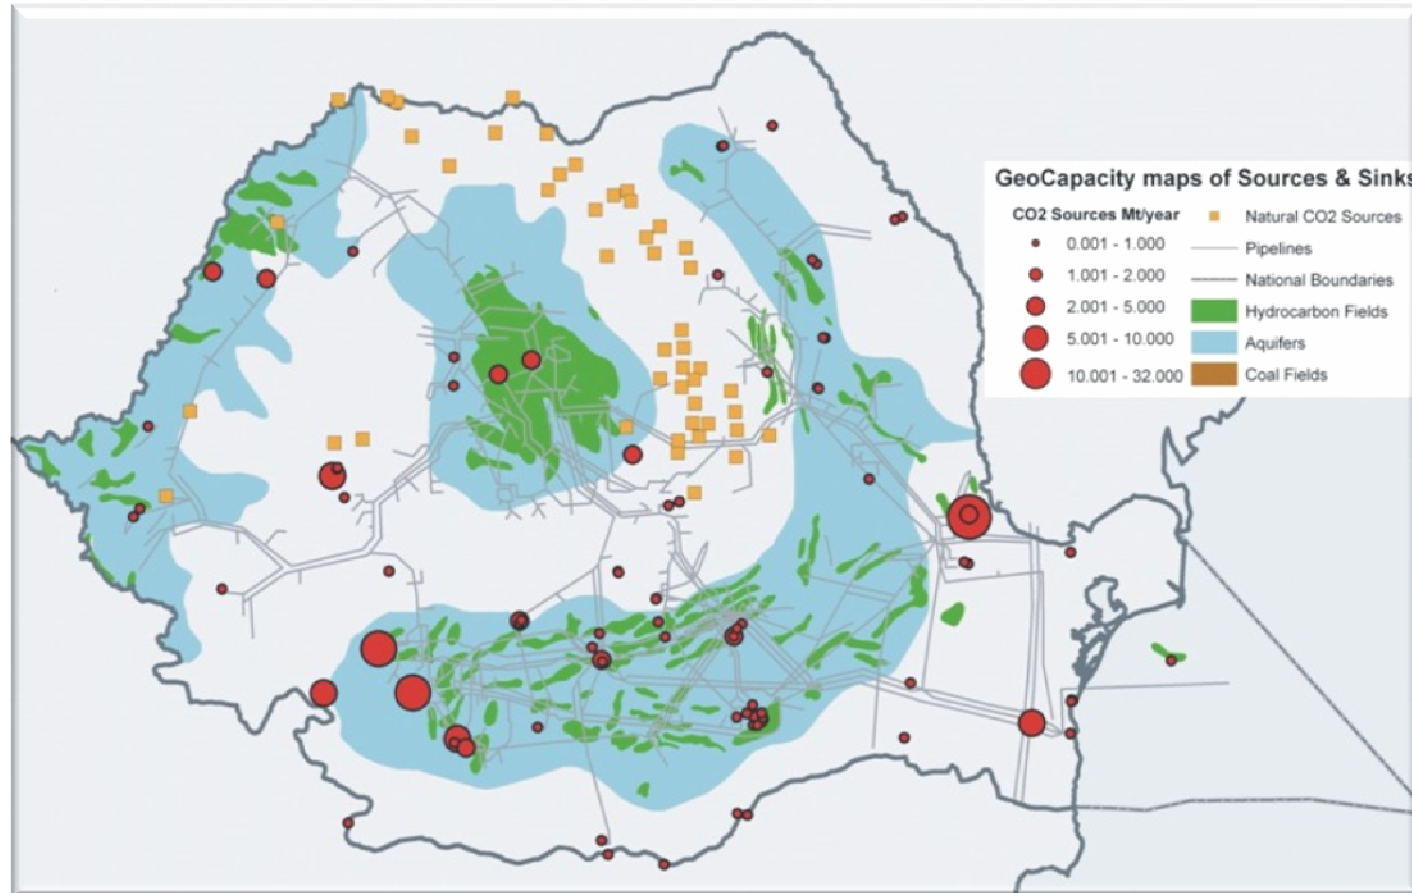 GeoCapacity maps of Sources & Sinks
CO2 Sources Mt/year
Natural CO2 Sources
0.001 - 1.000
Pipelines
1.001 - 2.000
National Boundaries
2.001 - 5.000
Hydrocarbon Fields
5.001 - 10.000
Aquifers
10.001 - 32.000
Coal Fields